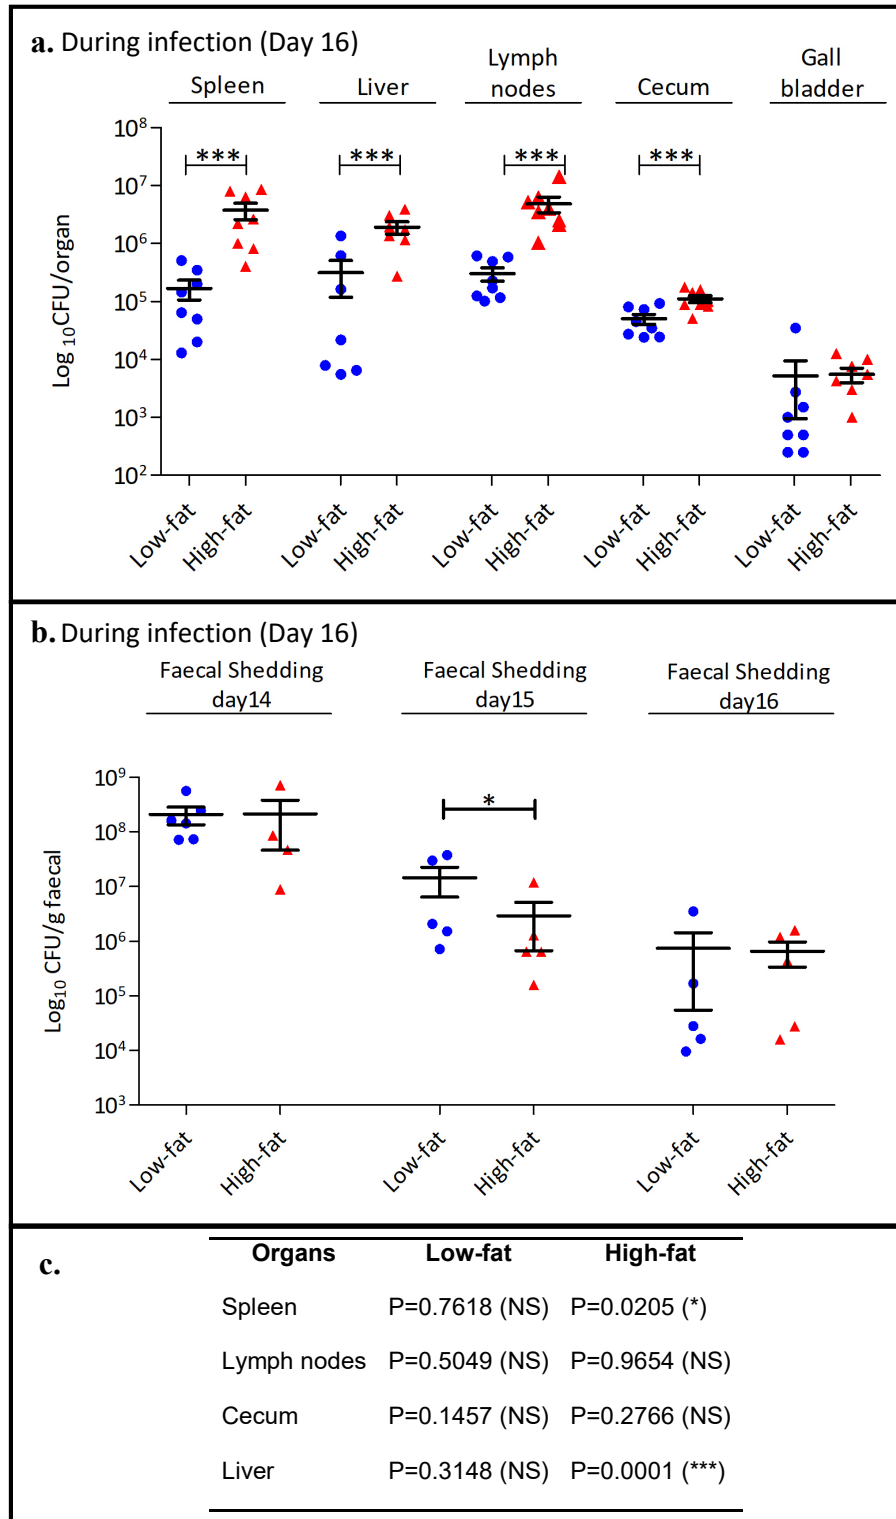 a. During infection (Day 16)
Spleen
Liver
Lymph
nodes
Cecum
Gall
bladder
Log 10CFU/organ
10⁸
10⁷
10⁶
10⁵
10⁴
10³
10²
***
***
***
***
Low-fat
High-fat
Low-fat
High-fat
Low-fat
High-fat
Low-fat
High-fat
Low-fat
High-fat
b. During infection (Day 16)
Faecal Shedding
day14
Faecal Shedding
day15
Faecal Shedding
day16
Log₁₀ CFU/g faecal
10⁹
10⁸
10⁷
10⁶
10⁵
10⁴
10³
*
Low-fat
High-fat
Low-fat
High-fat
Low-fat
High-fat
c.
Organs Low-fat High-fat
Spleen P=0.7618 (NS) P=0.0205 (*)
Lymph nodes P=0.5049 (NS) P=0.9654 (NS)
Cecum P=0.1457 (NS) P=0.2766 (NS)
Liver P=0.3148 (NS) P=0.0001 (***)